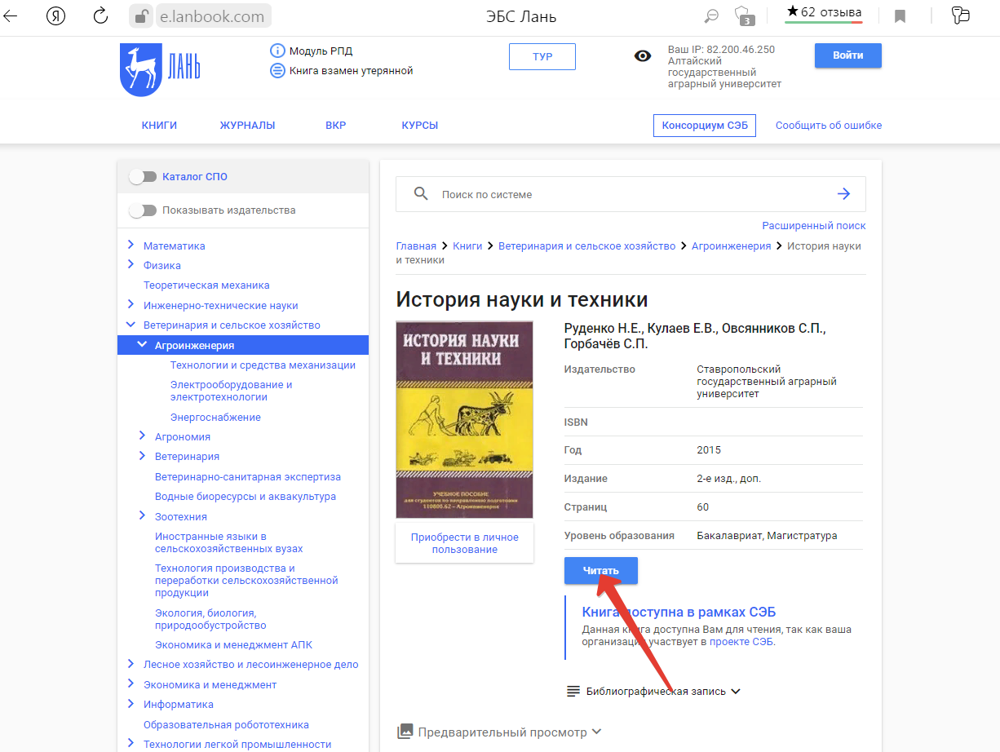 e.lanbook.com
ЭБС Лань
3
62 отзыва
ЛАНЬ
Модуль РПД
Книга взамен утерянной
ТУР
Ваш IP: 82.200.46.250
Алтайский
государственный
аграрный университет
Войти
КНИГИ
ЖУРНАЛЫ
ВКР
КУРСЫ
Консорциум СЭБ
Сообщить об ошибке
Каталог СПО
Показывать издательства
Математика
Физика
Теоретическая механика
Инженерно-технические науки
Ветеринария и сельское хозяйство
Агроинженерия
Технологии и средства механизации
Электрооборудование и
электротехнологии
Энергоснабжение
Агрономия
Ветеринария
Ветеринарно-санитарная экспертиза
Водные биоресурсы и аквакультура
Зоотехния
Иностранные языки в
сельскохозяйственных вузах
Технология производства и
переработки сельскохозяйственной
продукции
Экология, биология,
природообустройство
Экономика и менеджмент АПК
Лесное хозяйство и лесоинженерное дело
Экономика и менеджмент
Информатика
Образовательная робототехника
Технологии легкой промышленности
Поиск по системе
Расширенный поиск
Главная > Книги > Ветеринария и сельское хозяйство > Агроинженерия > История науки
и техники
История науки и техники
ИСТОРИЯ НАУКИ
И ТЕХНИКИ
УЧЕБНОЕ ПОСОБИЕ
для студентов по направлению подготовки
110800.62 – Агроинженерия
Приобрести в личное
пользование
Руденко Н.Е., Кулаев Е.В., Овсянников С.П.,
Горбачёв С.П.
Издательство
Ставропольский
государственный аграрный
университет
ISBN
Год 2015
Издание 2-е изд., доп.
Страниц 60
Уровень образования Бакалавриат, Магистратура
Читать
Книга доступна в рамках СЭБ
Данная книга доступна Вам для чтения, так как ваша
организация участвует в проекте СЭБ.
Библиографическая запись
Предварительный просмотр